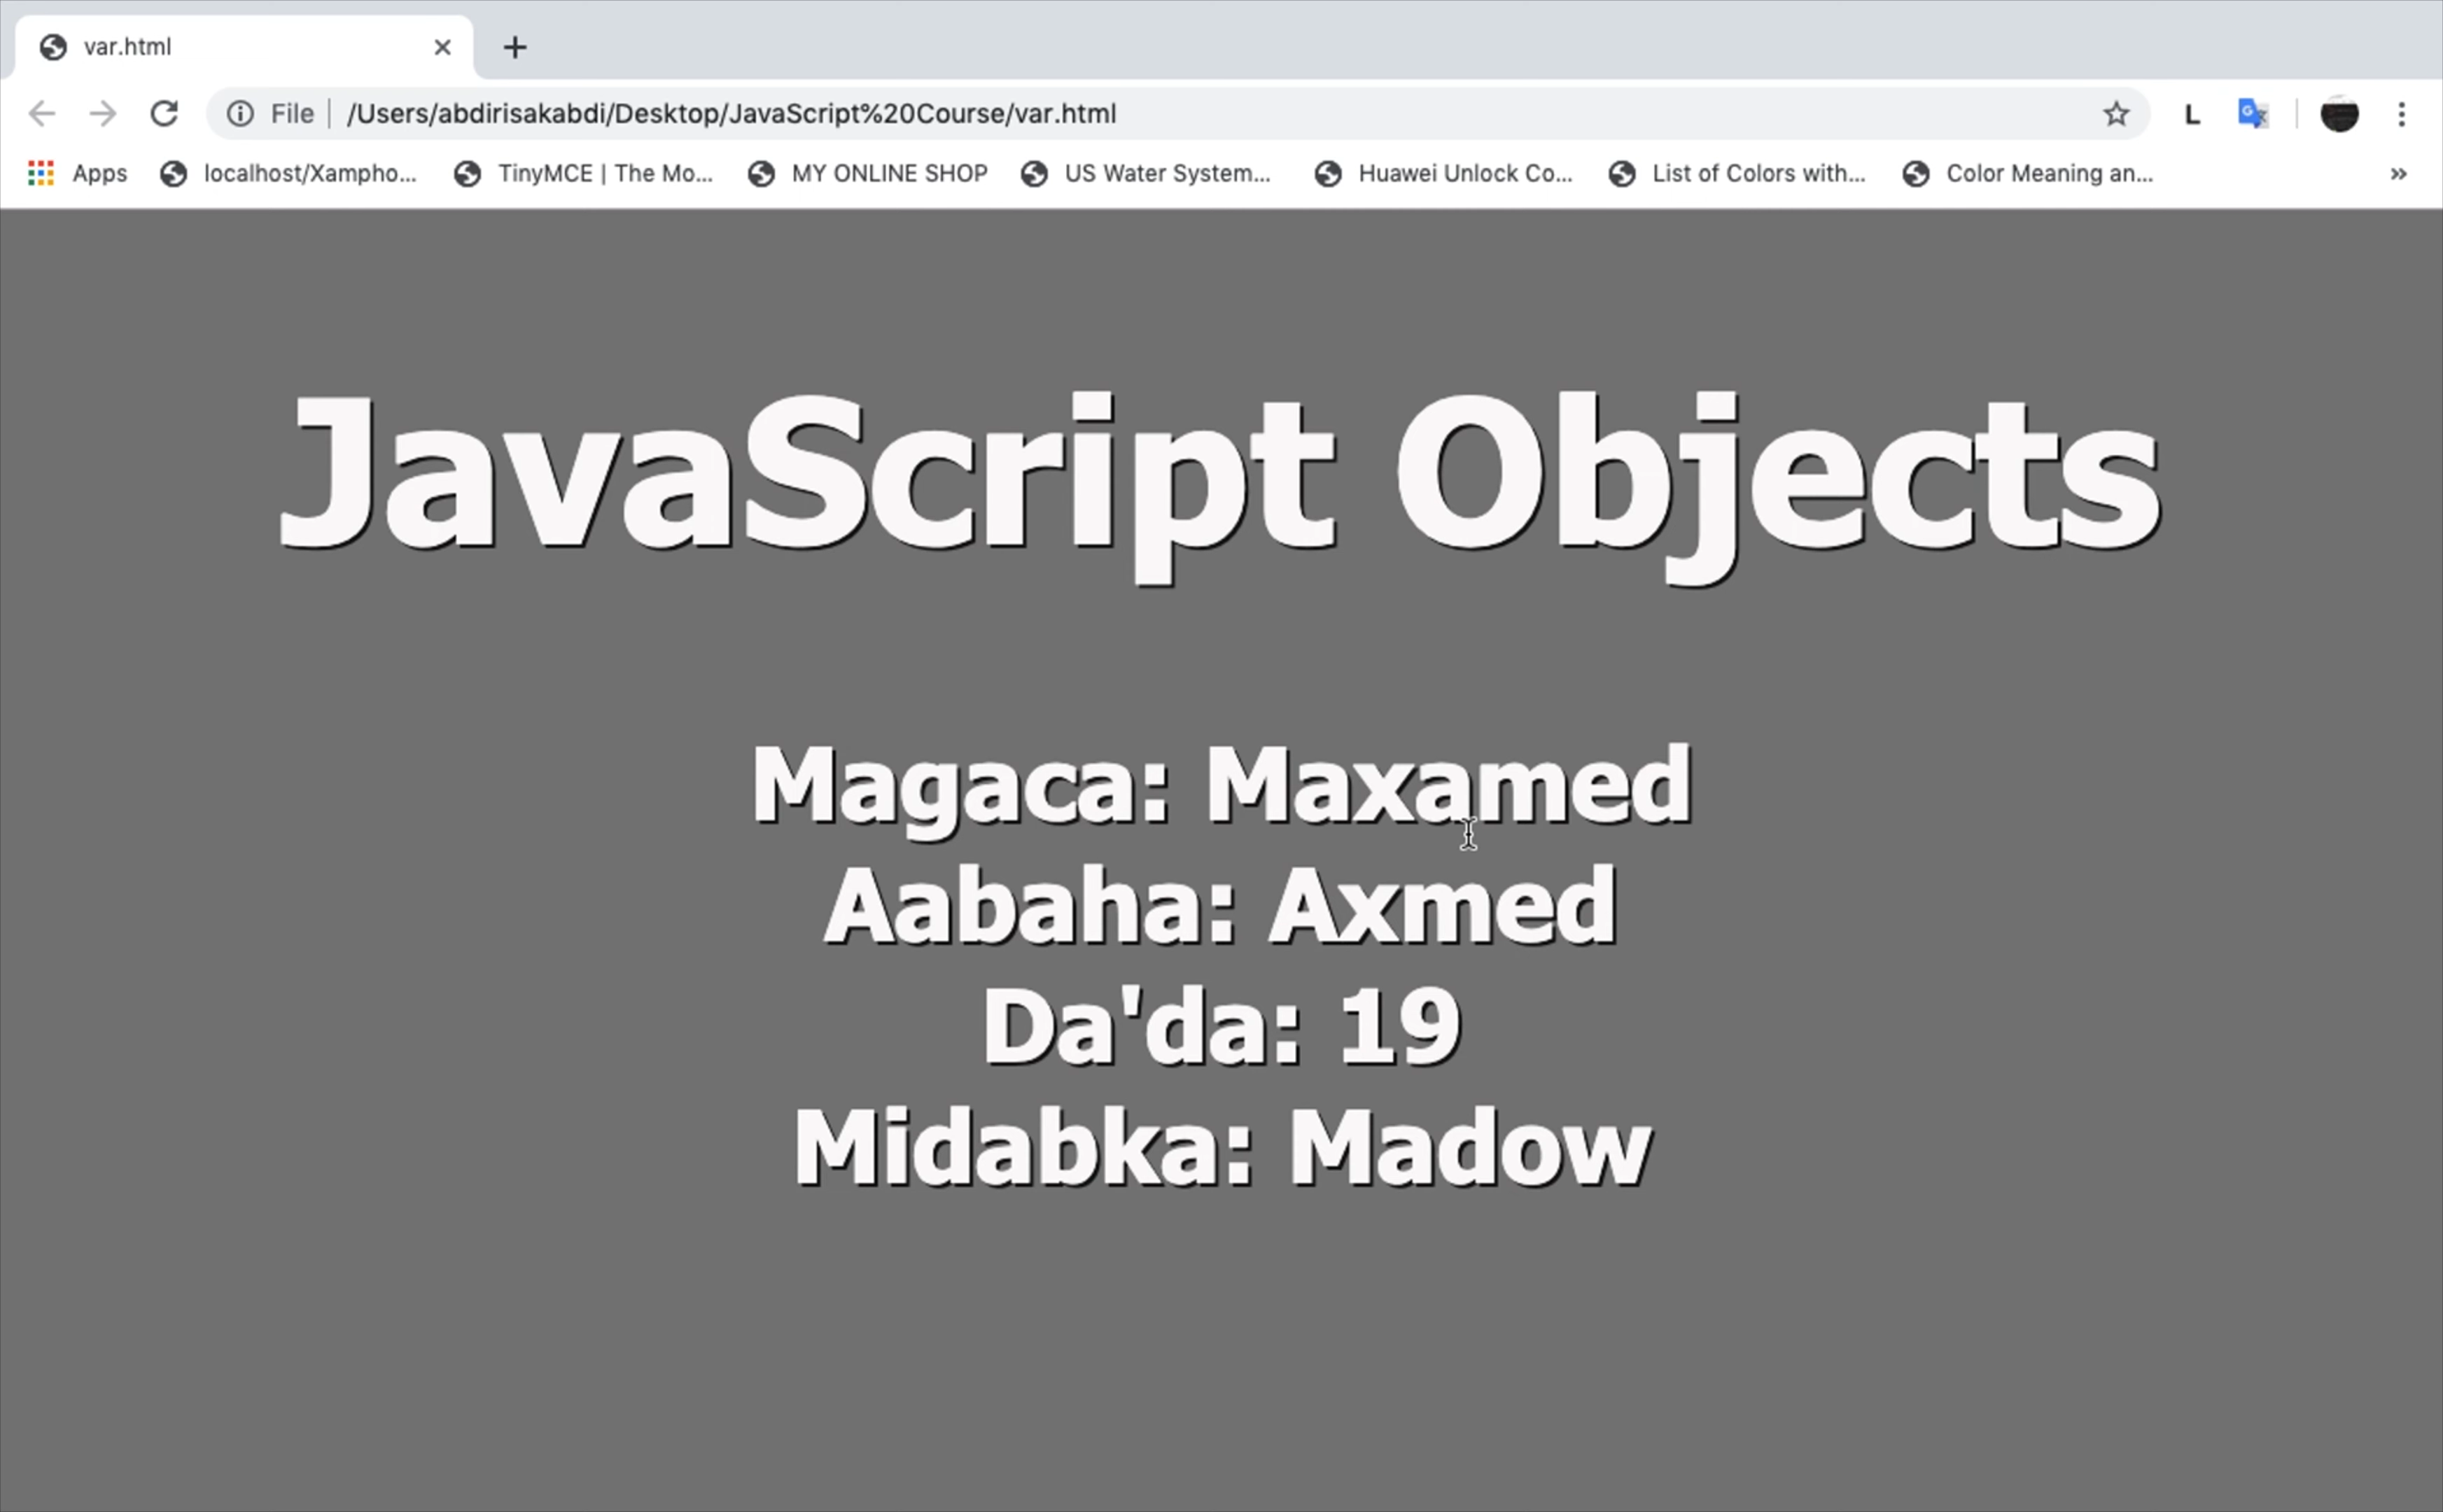 var.html
File | /Users/abdirisakabdi/Desktop/JavaScript%20Course/var.html
L
Apps localhost/Xampho... TinyMCE | The Mo... MY ONLINE SHOP US Water System... Huawei Unlock Co... List of Colors with... Color Meaning an... »
JavaScript Objects
Magaca: Maxamed
Aabaha: Axmed
Da'da: 19
Midabka: Madow